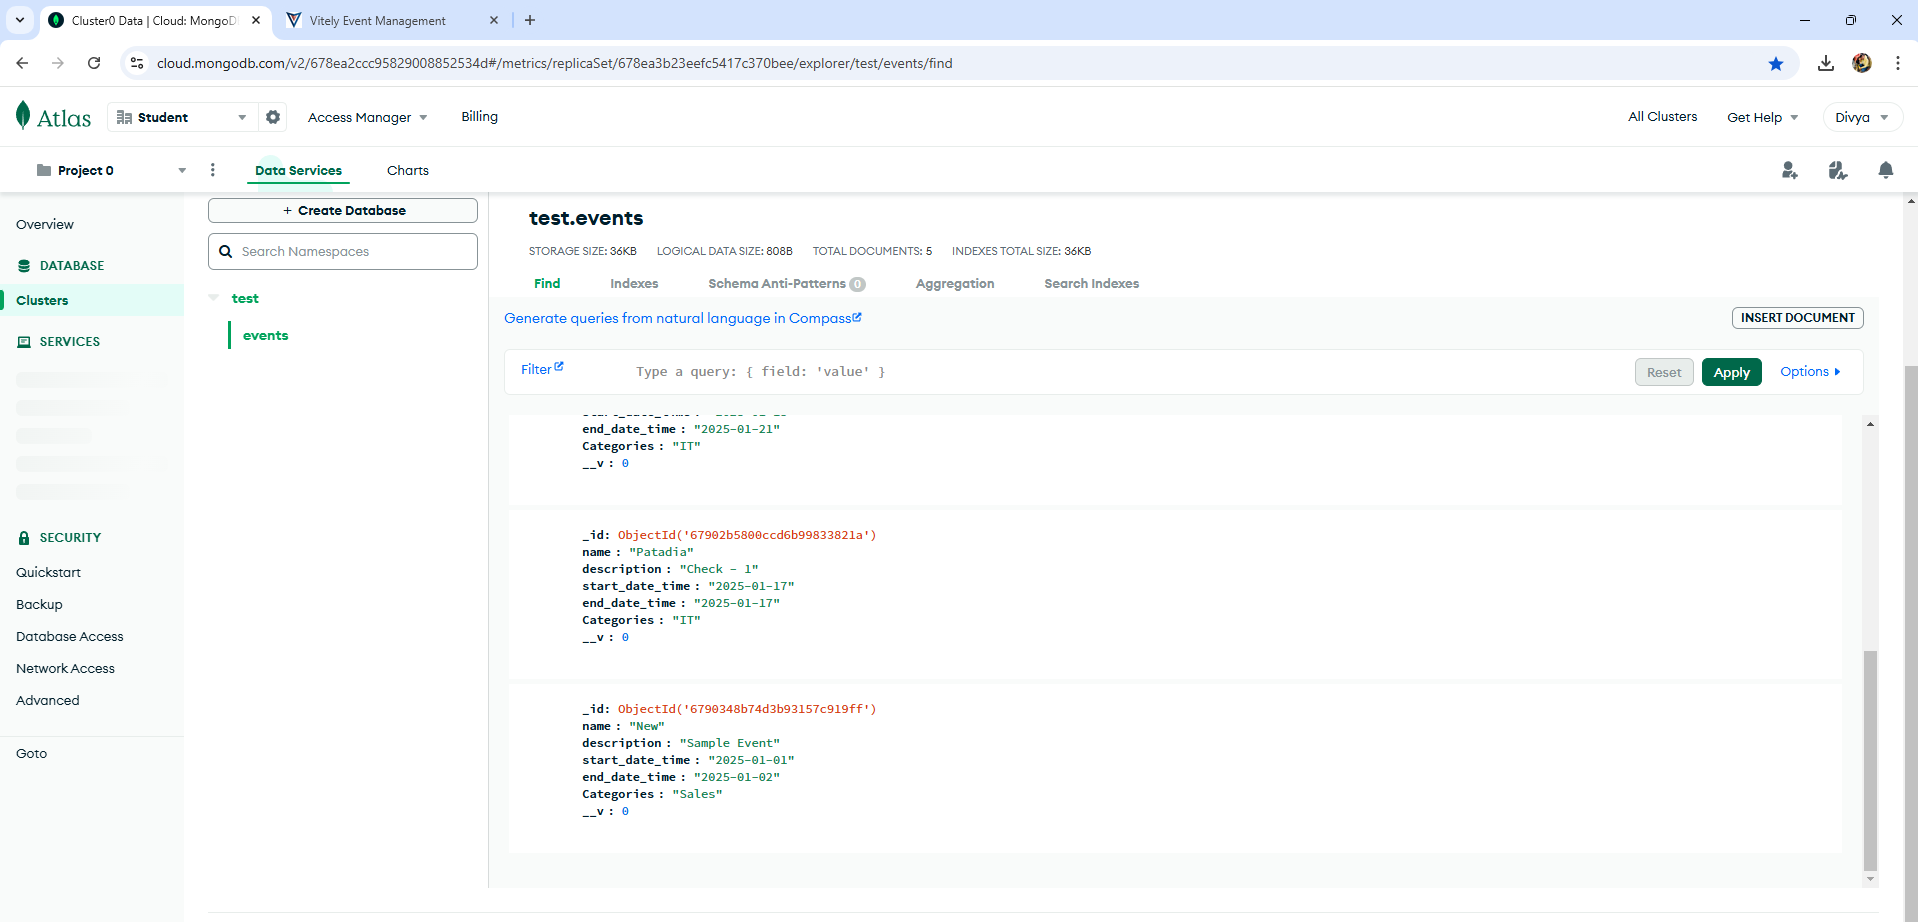 Cluster0 Data | Cloud: MongoD
Vitely Event Management
cloud.mongodb.com/v2/678ea2ccc95829008852534d#/metrics/replicaSet/678ea3b23eefc5417c370bee/explorer/test/events/find
Atlas
Student
Access Manager
Billing
All Clusters
Get Help
Divya
Project 0
Data Services
Charts
Overview
DATABASE
Clusters
SERVICES
SECURITY
Quickstart
Backup
Database Access
Network Access
Advanced
Goto
+ Create Database
Search Namespaces
test
events
test.events
STORAGE SIZE: 36KB LOGICAL DATA SIZE: 808B TOTAL DOCUMENTS: 5 INDEXES TOTAL SIZE: 36KB
Find Indexes Schema Anti-Patterns 0 Aggregation Search Indexes
Generate queries from natural language in Compass
INSERT DOCUMENT
Filter
Type a query: { field: 'value' }
Reset
Apply
Options
end_date_time : "2025-01-21"
Categories : "IT"
__v : 0
_id: ObjectId('67902b5800ccd6b99833821a')
name : "Patadia"
description : "Check - 1"
start_date_time : "2025-01-17"
end_date_time : "2025-01-17"
Categories : "IT"
__v : 0
_id: ObjectId('6790348b74d3b93157c919ff')
name : "New"
description : "Sample Event"
start_date_time : "2025-01-01"
end_date_time : "2025-01-02"
Categories : "Sales"
__v : 0